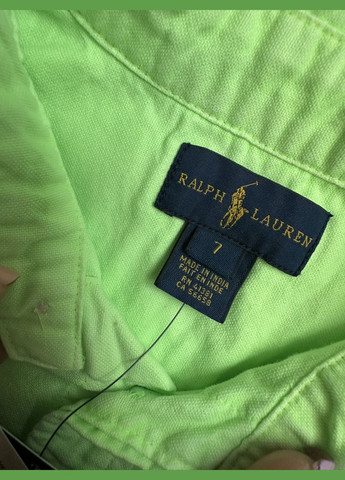 RALPH LAUREN
7
MADE IN INDIA
FAIT EN INDE
RN 41381
CA 56658